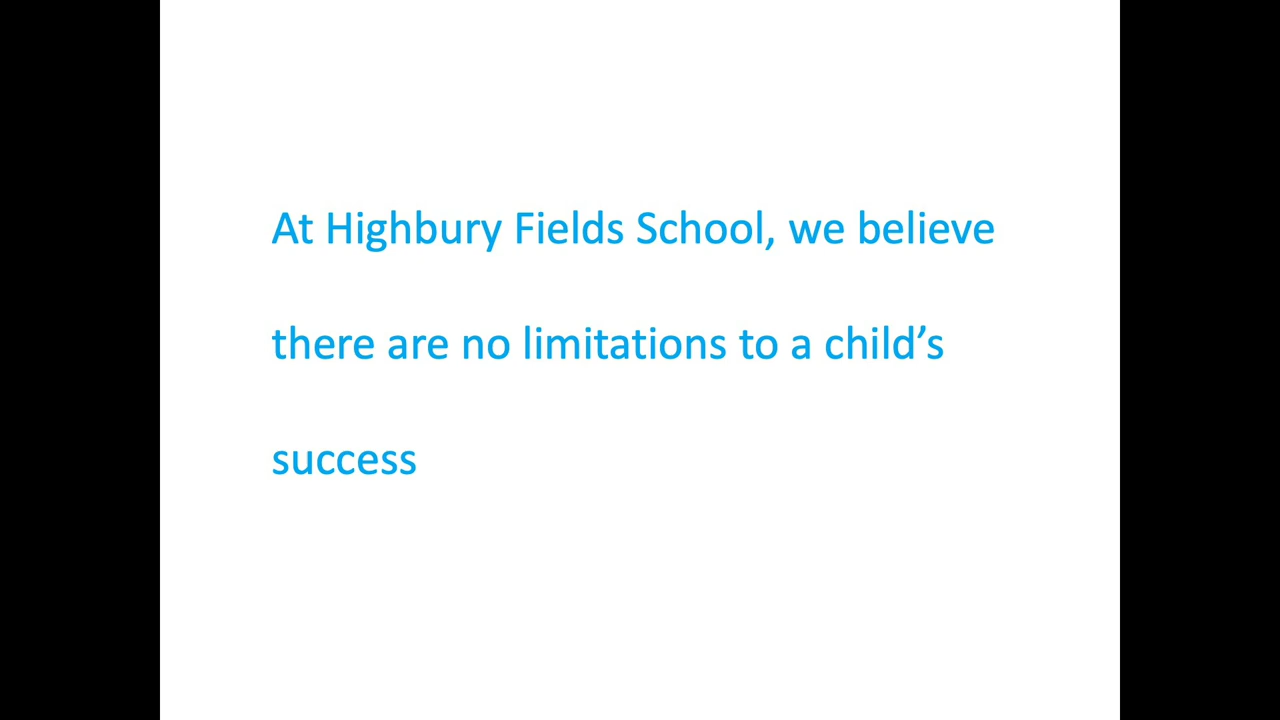 At Highbury Fields School, we believe
there are no limitations to a child’s
success